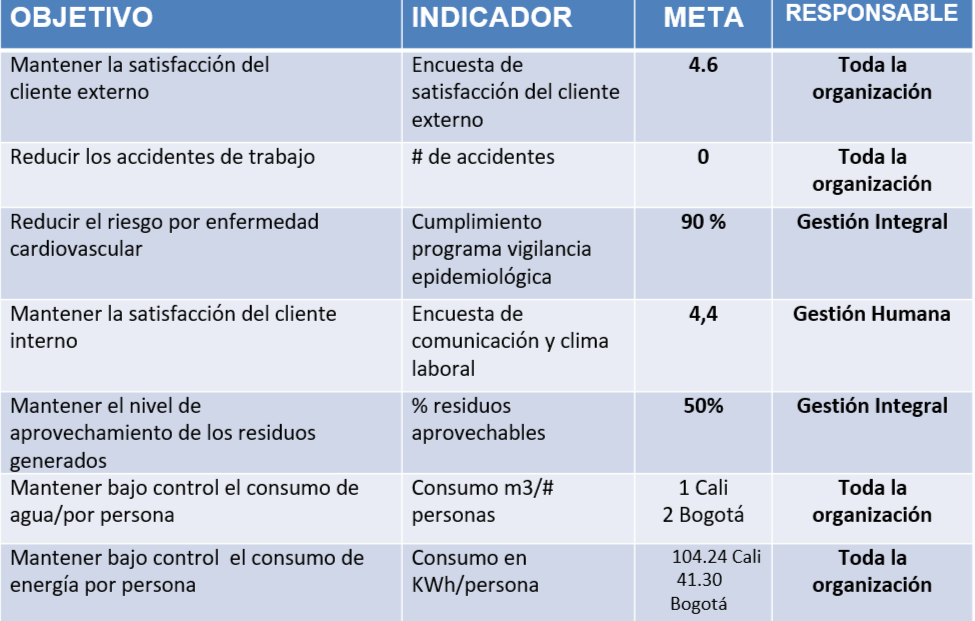 OBJETIVO INDICADOR META RESPONSABLE
Mantener la satisfacción del
cliente externo
Encuesta de
satisfacción del cliente
externo
4.6
Toda la
organización
Reducir los accidentes de trabajo
# de accidentes
0
Toda la
organización
Reducir el riesgo por enfermedad
cardiovascular
Cumplimiento
programa vigilancia
epidemiológica
90 %
Gestión Integral
Mantener la satisfacción del cliente
interno
Encuesta de
comunicación y clima
laboral
4,4
Gestión Humana
Mantener el nivel de
aprovechamiento de los residuos
generados
% residuos
aprovechables
50%
Gestión Integral
Mantener bajo control el consumo de
agua/por persona
Consumo m3/#
personas
1 Cali
2 Bogotá
Toda la
organización
Mantener bajo control el consumo de
energía por persona
Consumo en
KWh/persona
104.24 Cali
41.30
Bogotá
Toda la
organización